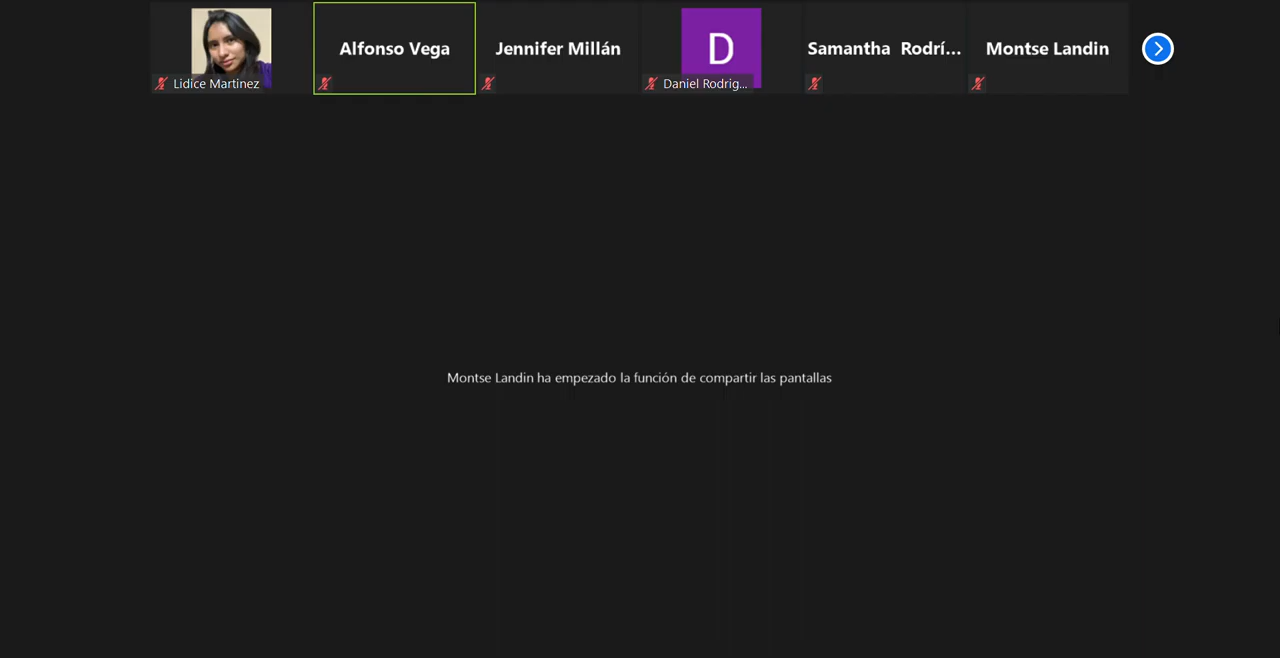 Alfonso Vega
Jennifer Millán
D
Samantha Rodrí...
Montse Landin
Lidice Martinez
Daniel Rodrig...
Montse Landin ha empezado la función de compartir las pantallas